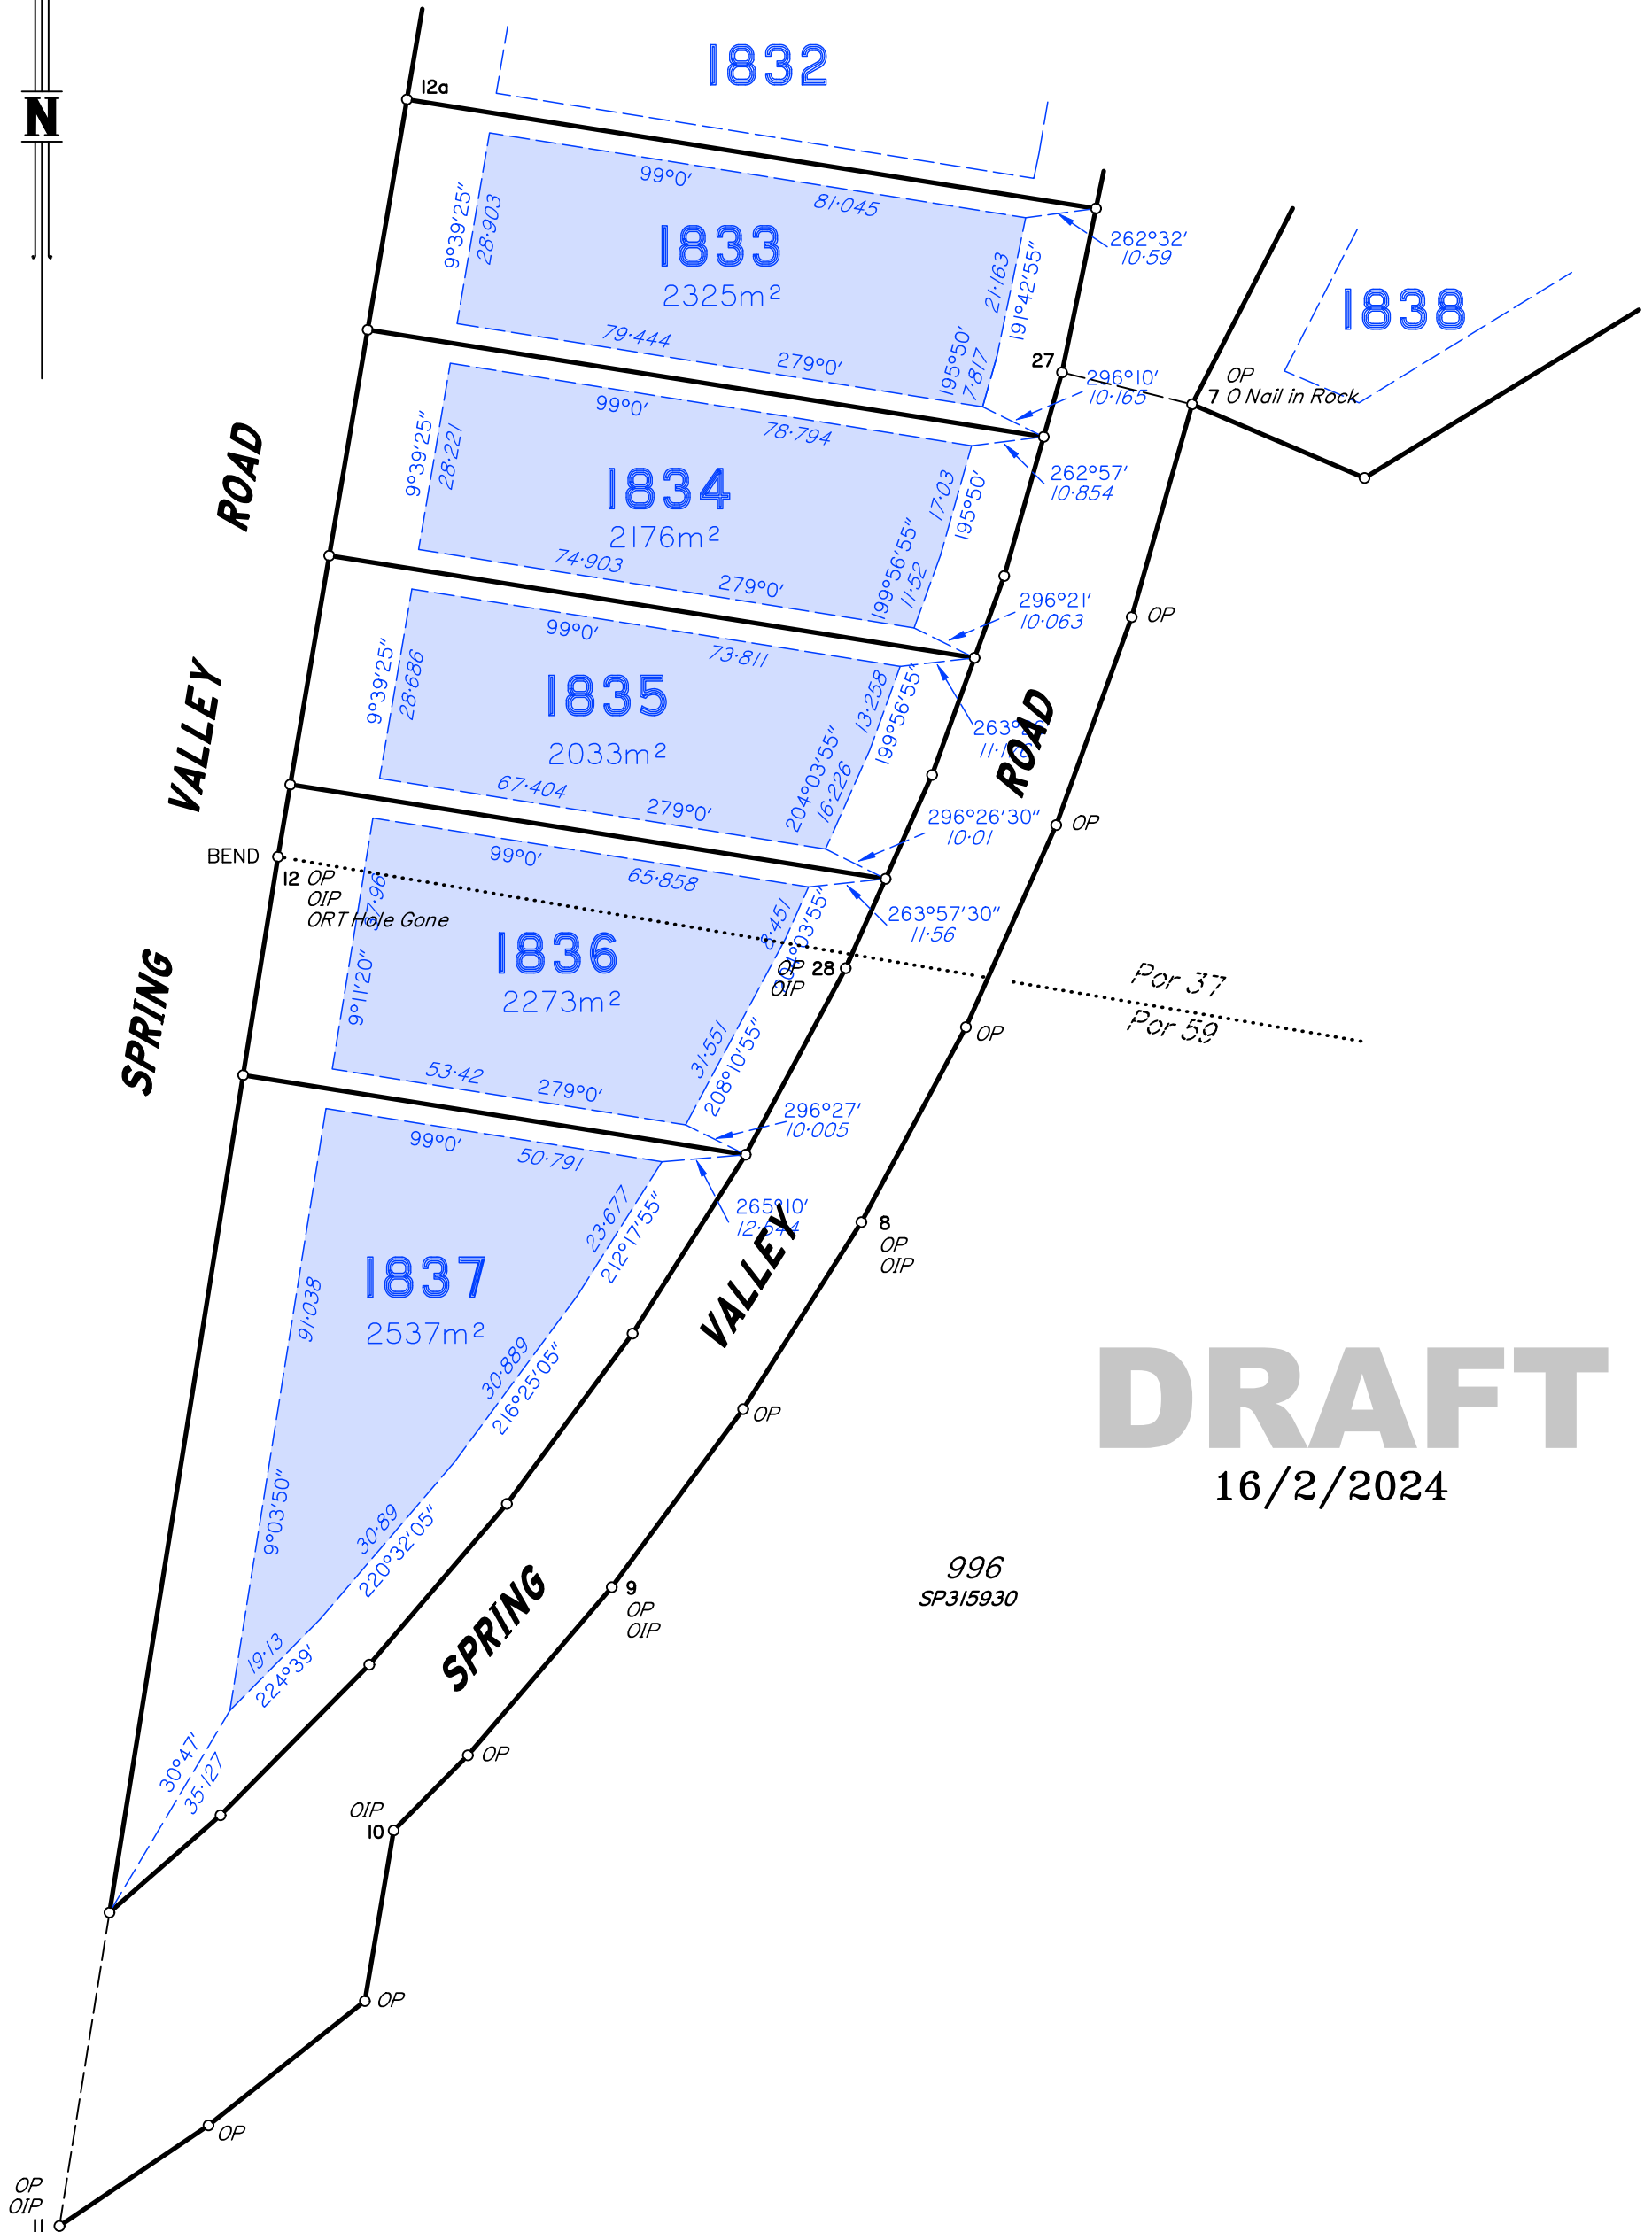 1832
N
12a
99°0'
81·045
9°39'25"
28·903
1833
2325m²
21·163
191°42'55"
262°32'
10·59
1838
79·444
279°0'
195°50'
7·817
27
296°10'
10·165
OP
7 O Nail in Rock
99°0'
78·794
9°39'25"
28·221
ROAD
1834
2176m²
17·03
195°50'
262°57'
10·854
74·903
279°0'
199°56'55"
11·52
296°21'
10·063
OP
99°0'
73·811
9°39'25"
28·686
VALLEY
1835
2033m²
13·258
199°56'55"
ROAD
67·404
279°0'
204°03'55"
16·226
296°26'30"
10·01
OP
BEND
12 OP
OIP
ORT Hole Gone
99°0'
65·858
37·96
9°11'20"
8·451
204°03'55"
263°57'30"
11·56
1836
2273m²
OP 28
OIP
Por 37
Por 59
OP
SPRING
31·551
208°10'55"
53·42
279°0'
296°27'
10·005
99°0'
50·791
265°10'
23·677
212°17'55"
8
OP
OIP
VALLEY
1837
2537m²
91·038
9°03'50"
30·889
216°25'05"
OP
DRAFT
16/2/2024
30·89
220°32'05"
996
SP315930
SPRING
9
OP
OIP
19·13
224°39'
30°47'
35·127
OP
OIP
10
OP
OP
OP
OIP
11